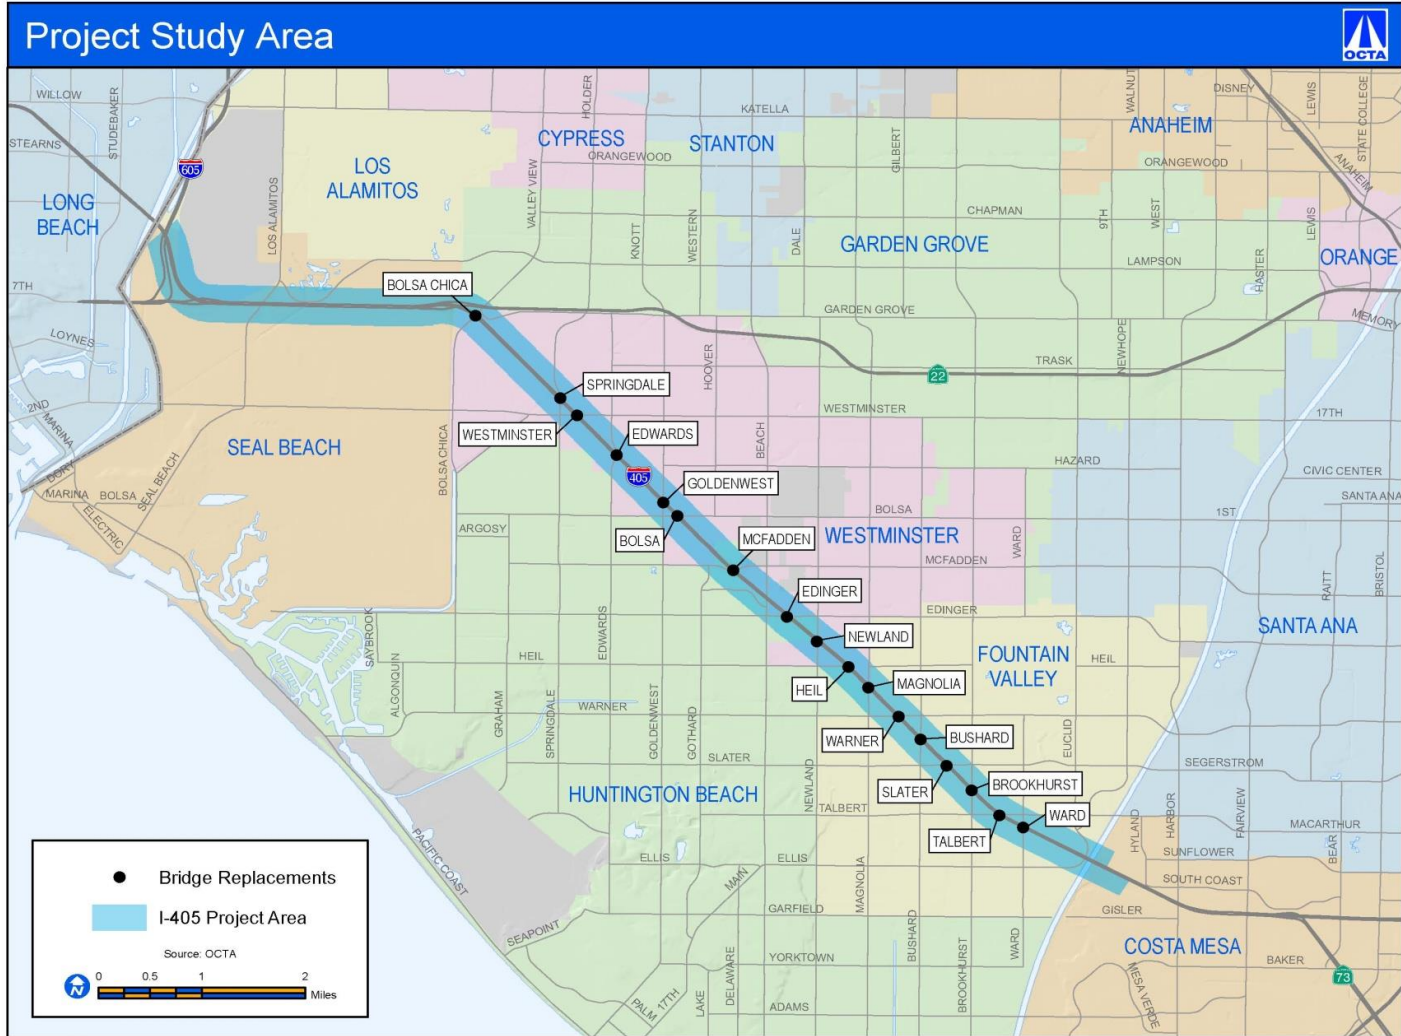 Project Study Area
OCTA
WILLOW
STUDEBAKER
STEARNS
605
LONG
BEACH
LOS
ALAMITOS
LOS ALAMITOS
HOLDER
CYPRESS
ORANGEWOOD
VALLEY VIEW
KATELLA
STANTON
KNOTT
WESTERN
DALE
GILBERT
WALNUT
DISNEY
LEWIS
STATE COLLEGE
ANAHEIM
ANAHEIM
ORANGEWOOD
CHAPMAN
9TH
WEST
LEWIS
GARDEN GROVE
LAMPSON
HASTER
ORANGE
MEMORY
7TH
BOLSA CHICA
GARDEN GROVE
LOYNES
TRASK
NEWHOPE
22
HOOVER
SPRINGDALE
2ND
MARINA
WESTMINSTER
17TH
WESTMINSTER
EDWARDS
BEACH
SEAL BEACH
BOLSA CHICA
HAZARD
CIVIC CENTER
405
GOLDENWEST
DORY
MARINA
BOLSA
SEAL BEACH
SANTA ANA
ELECTRIC
ARGOSY
BOLSA
BOLSA
1ST
WESTMINSTER
WARD
MCFADDEN
MCFADDEN
RAITT
BRISTOL
EDINGER
EDINGER
SAYBROOK
EDWARDS
SANTA ANA
NEWLAND
ALGONQUIN
HEIL
FOUNTAIN
VALLEY
HEIL
HEIL
MAGNOLIA
GRAHAM
SPRINGDALE
WARNER
GOLDENWEST
GOTHARD
WARNER
BUSHARD
EUCLID
SLATER
NEWLAND
SLATER
SEGERSTROM
HUNTINGTON BEACH
TALBERT
BROOKHURST
TALBERT
WARD
HYLAND
HARBOR
FAIRVIEW
MACARTHUR
BEAR
PACIFIC COAST
ELLIS
ELLIS
MAIN
MAGNOLIA
SUNFLOWER
SOUTH COAST
GARFIELD
GISLER
SEAPOINT
BUSHARD
BROOKHURST
WARD
COSTA MESA
YORKTOWN
BAKER
DELAWARE
LAKE
17TH
PALM
ADAMS
MESA VERDE
73
Bridge Replacements
I-405 Project Area
Source: OCTA
N
0 0.5 1 2
Miles